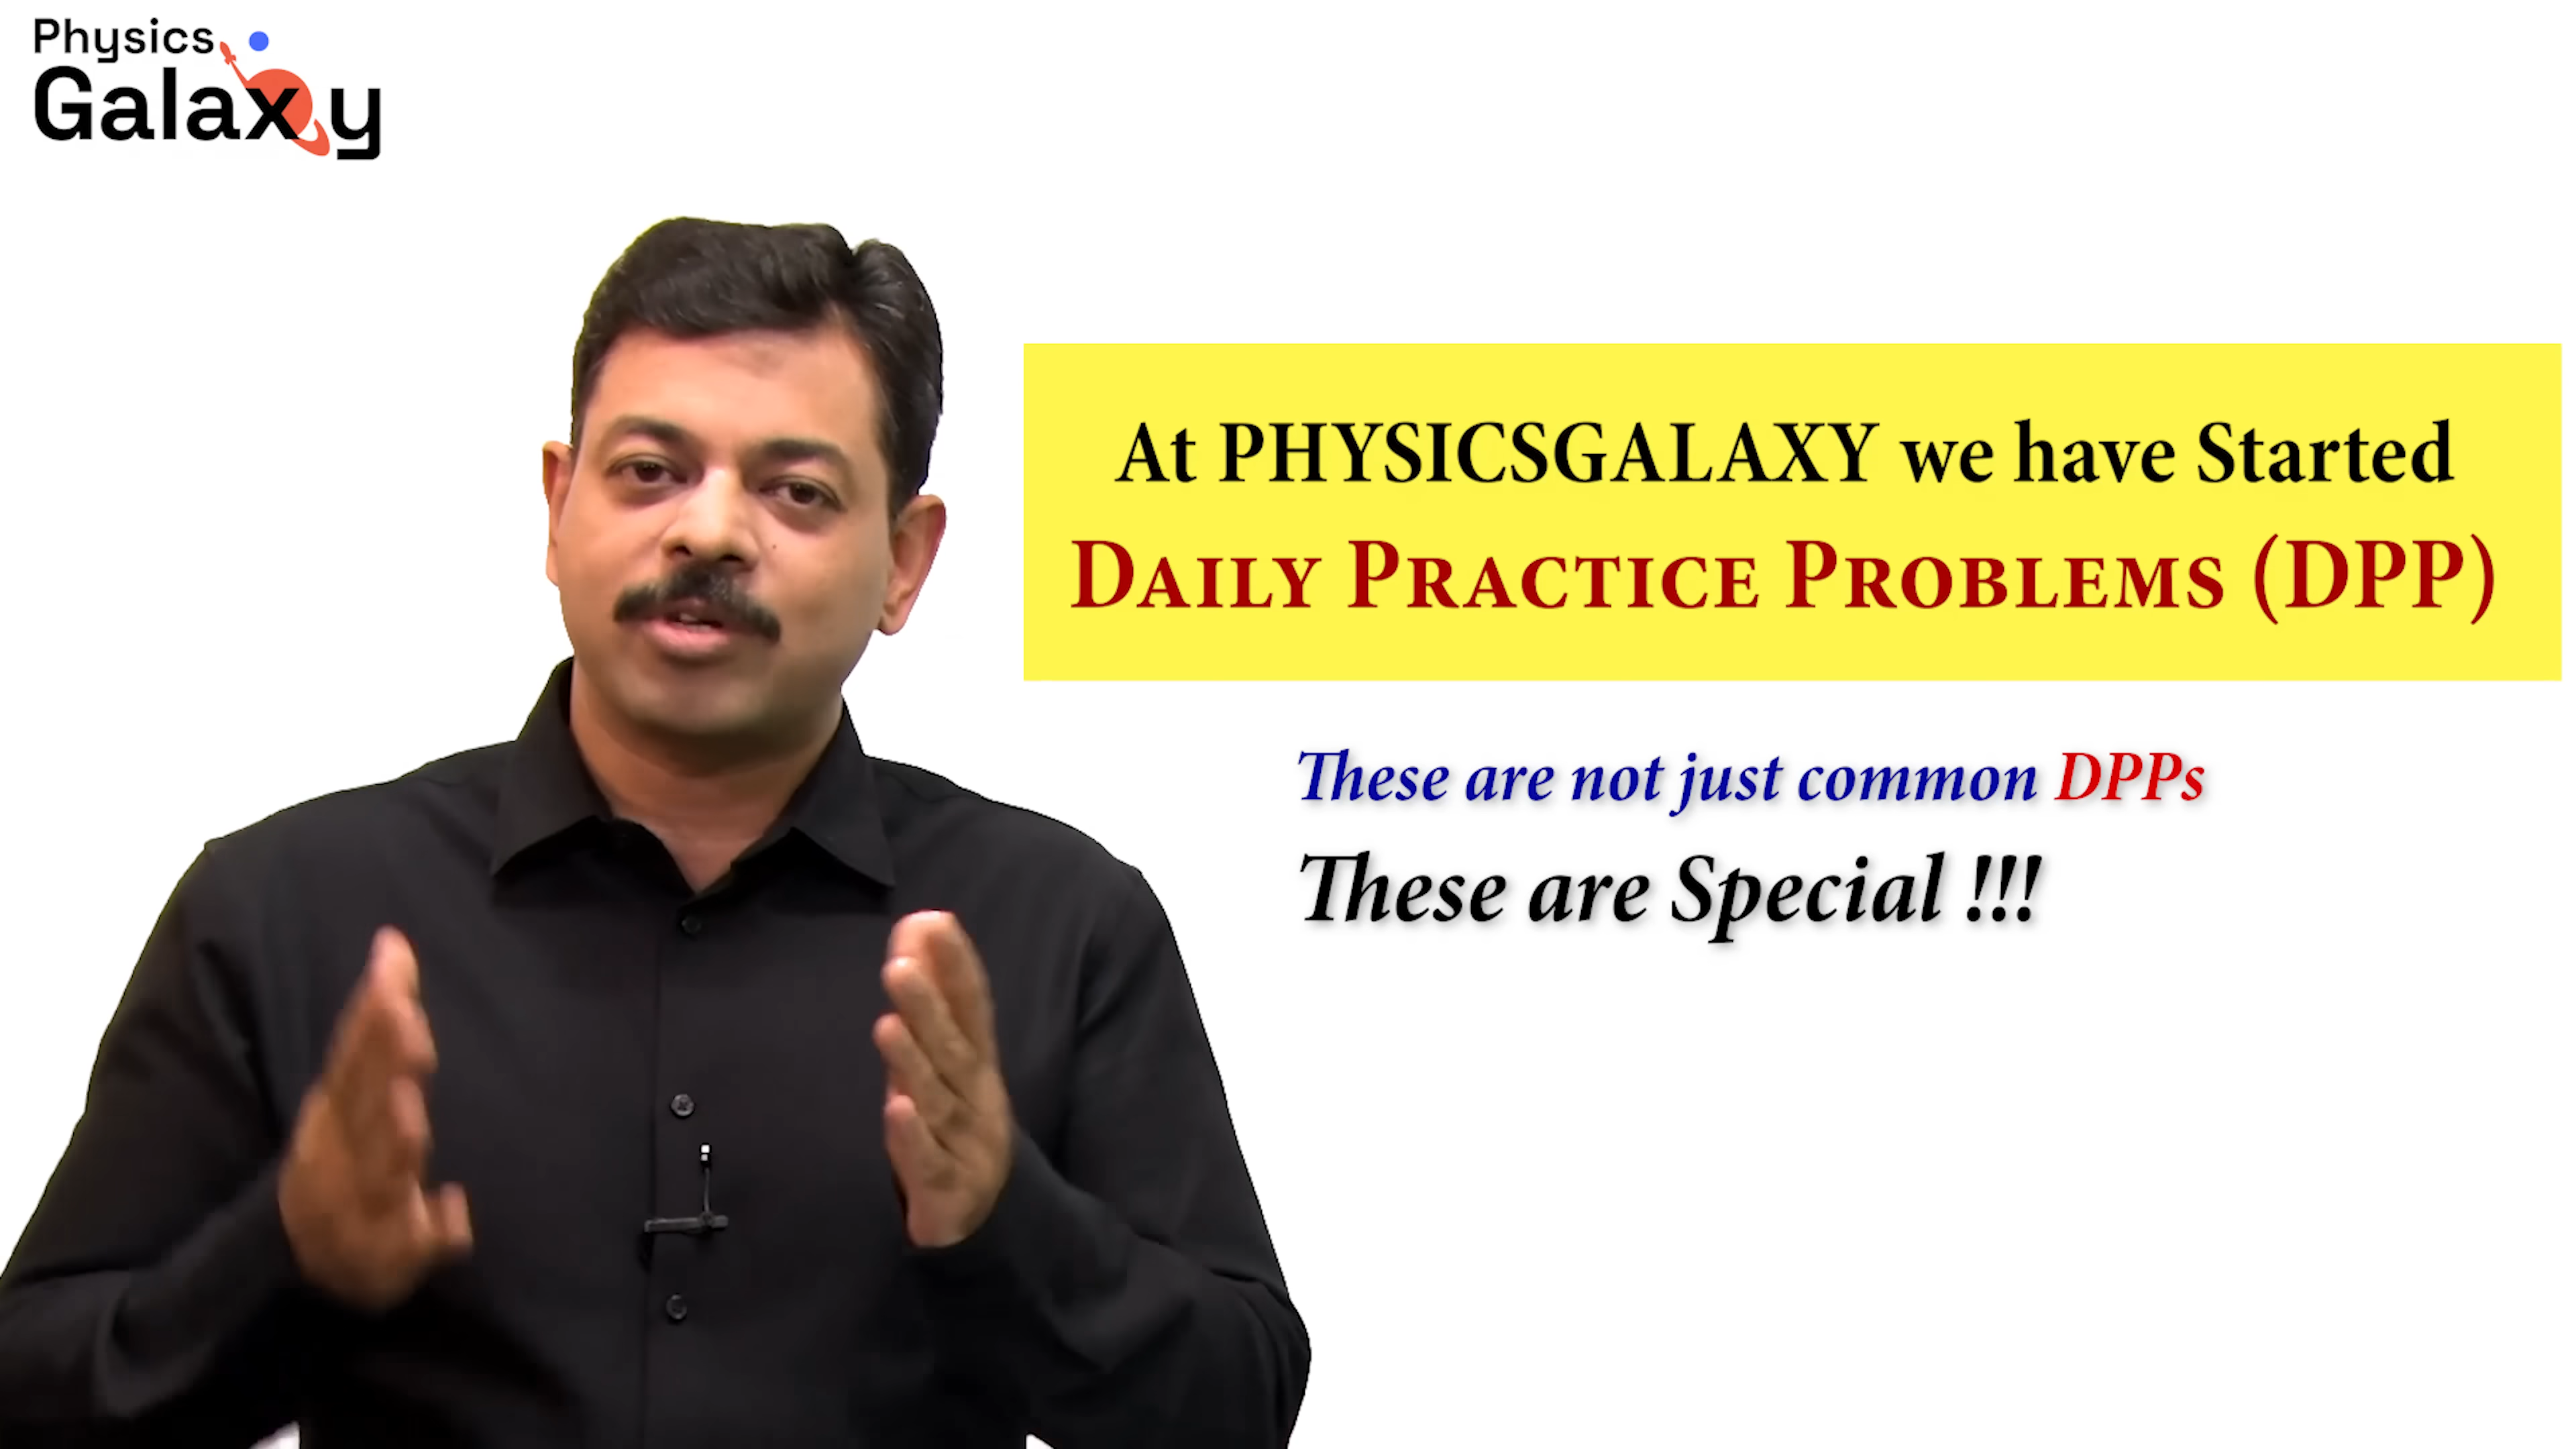 Physics
Galaxy
At PHYSICSGALAXY we have Started
DAILY PRACTICE PROBLEMS (DPP)
These are not just common DPPs
These are Special !!!